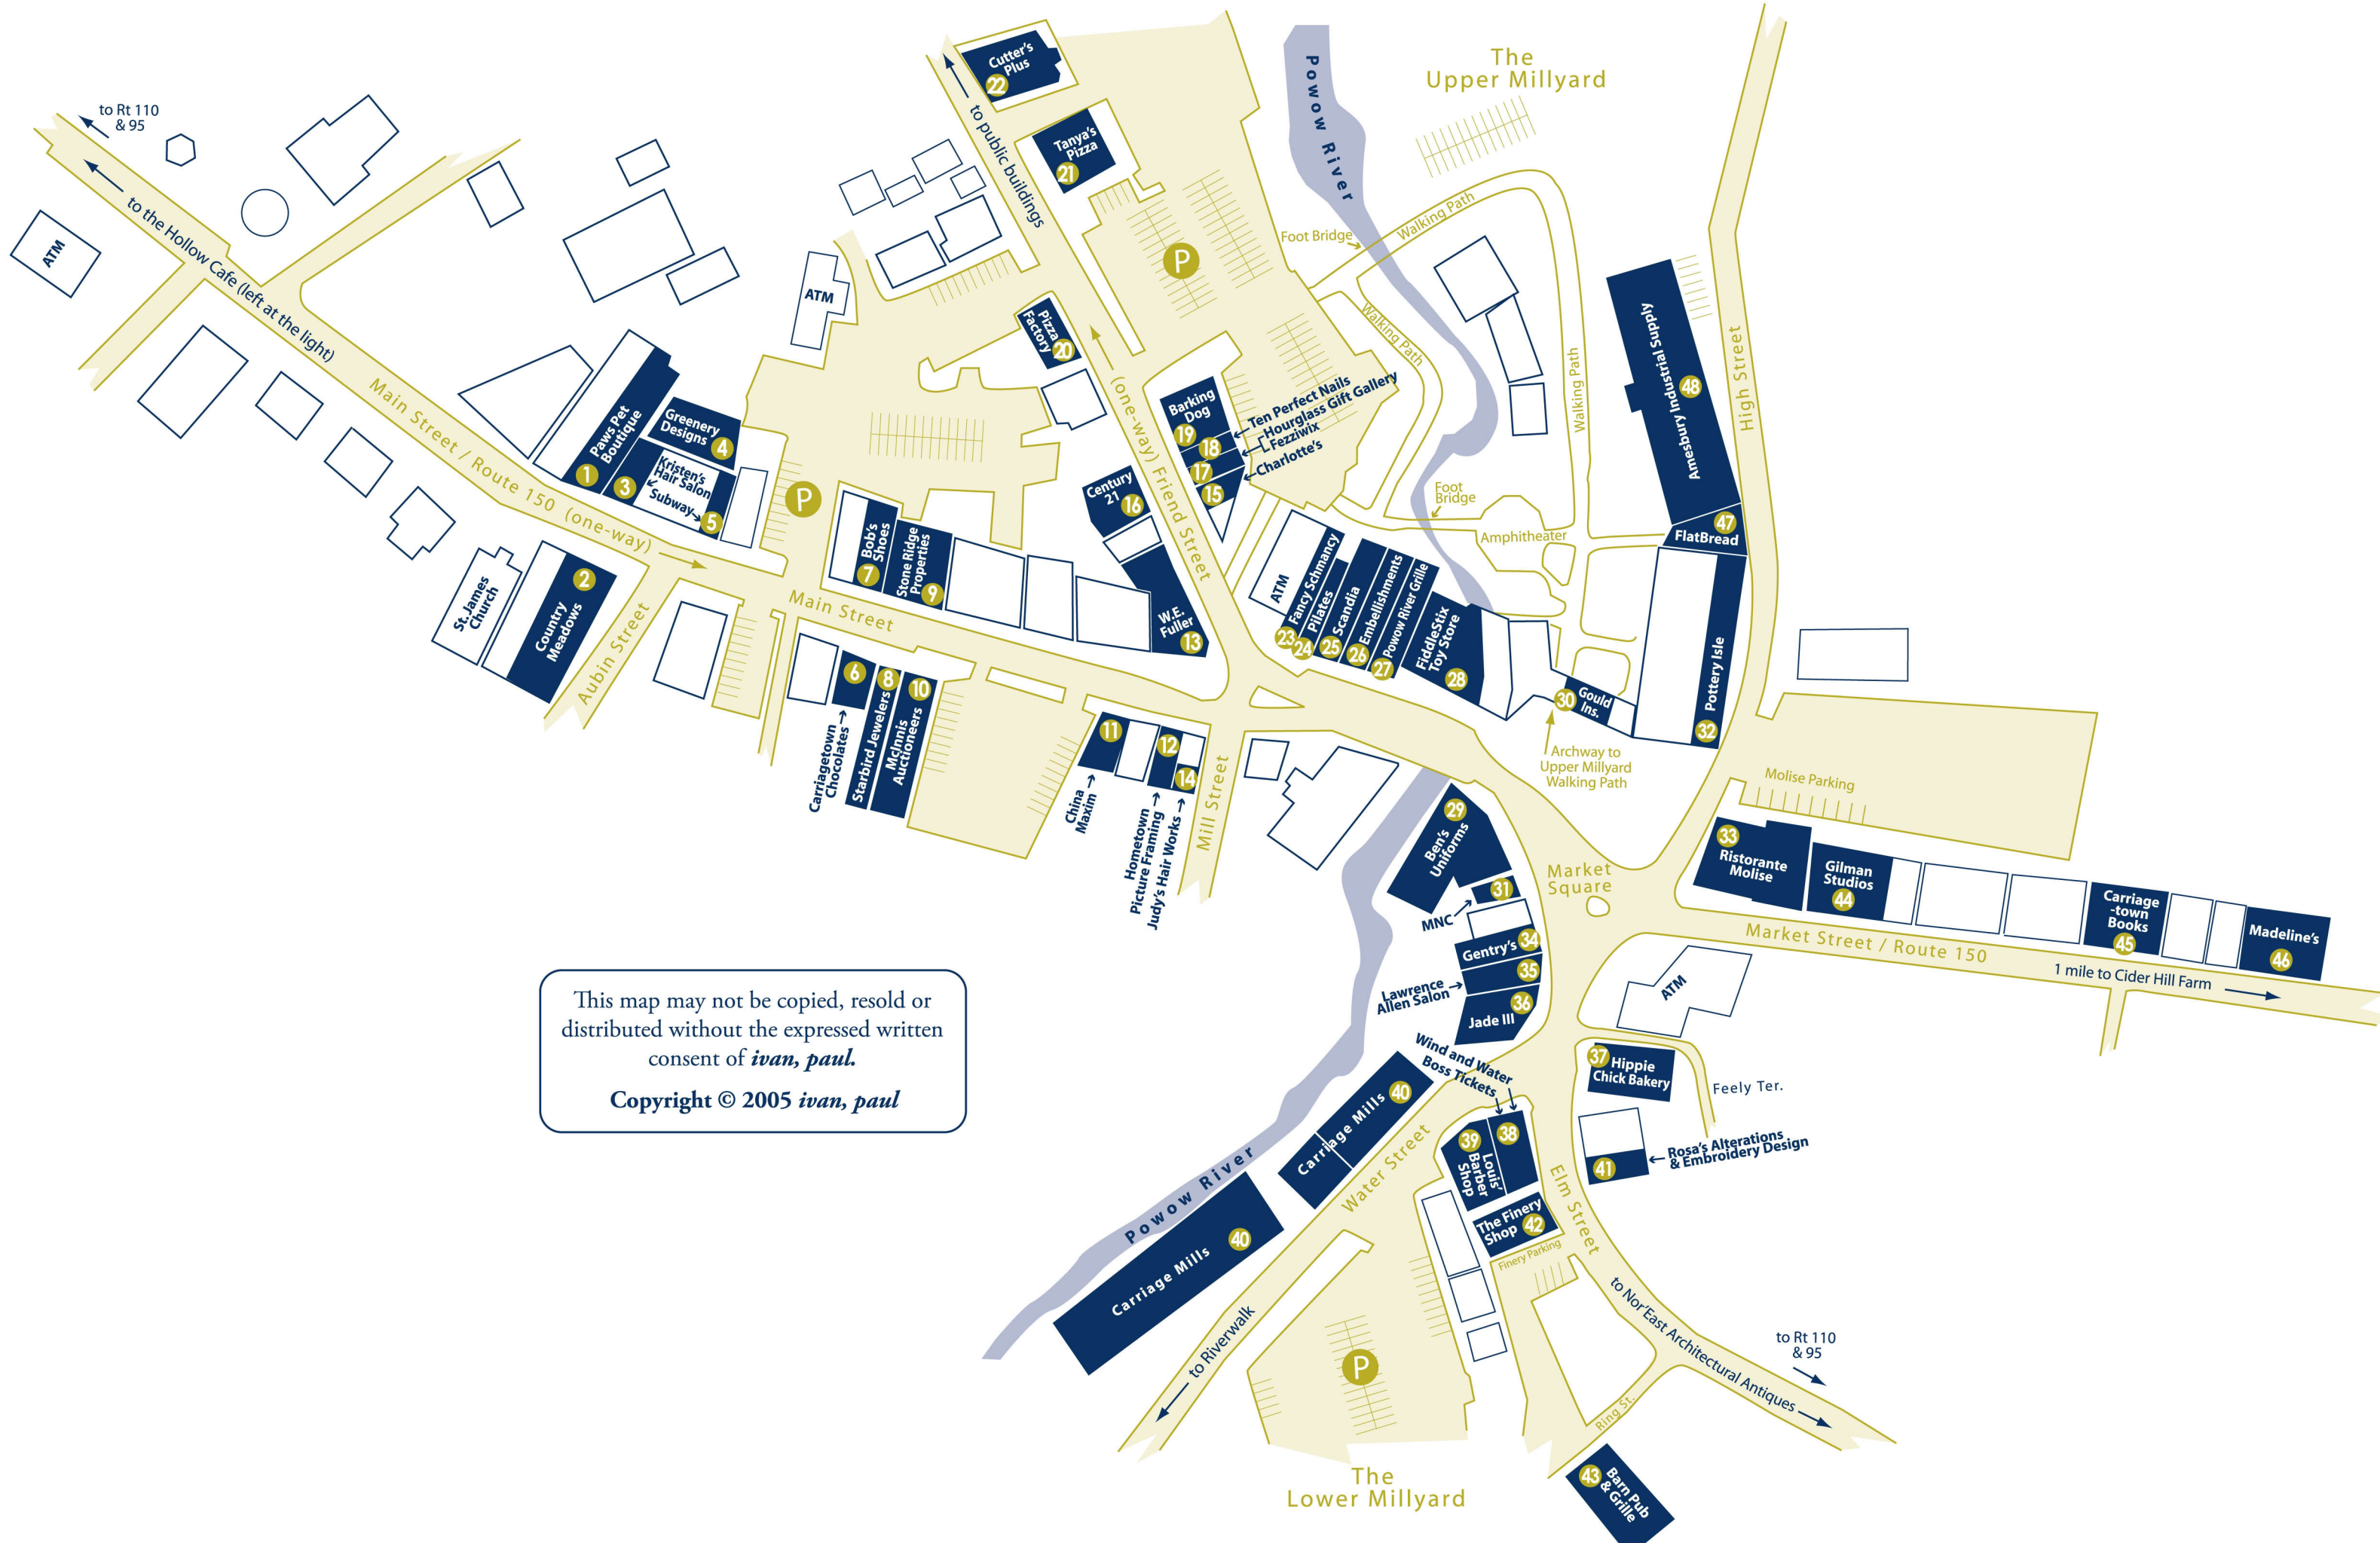 to Rt 110
& 95
to the Hollow Cafe (left at the light)
ATM
Main Street / Route 150 (one-way)
ATM
Paws Pet
Boutique
1
Greenery
Designs
4
3
Kristen's
Hair Salon
Subway
5
St. James
Church
Country
Meadows
2
Aubin Street
P
Bob's
Shoes
7
Stone Ridge
Properties
9
Main Street
6
Carriagetown
Chocolates
8
Starbird Jewelers
10
McInnis
Auctioneers
11
China
Maxim
12
Hometown
Picture Framing
14
Judy's Hair Works
Mill Street
W.E.
Fuller
13
Century
21
16
Cutter's
Plus
22
to public buildings
Tanya's
Pizza
21
P
Pizza
Factory
20
(one-way) Friend Street
Barking
Dog
19
18
17
15
Ten Perfect Nails
Hourglass Gift Gallery
Fezziwix
Charlotte's
Powow River
The
Upper Millyard
Foot Bridge
Walking Path
Walking Path
Walking Path
Foot
Bridge
Amphitheater
ATM
Fancy Schmancy
23
Pilates
24
Scandia
25
Embellishments
26
Powow River Grille
27
FiddleStix
Toy Store
28
30
Gould
Ins.
Archway to
Upper Millyard
Walking Path
Amesbury Industrial Supply
48
High Street
47
FlatBread
Pottery Isle
32
Molise Parking
33
Ristorante
Molise
Gilman
Studios
44
Carriage
-town
Books
45
Madeline's
46
Market Street / Route 150
1 mile to Cider Hill Farm
Market
Square
29
Ben's
Uniforms
31
MNC
Gentry's
34
35
Lawrence
Allen Salon
36
Jade III
ATM
37
Hippie
Chick Bakery
Feely Ter.
Wind and Water
Boss Tickets
39
38
Louis'
Barber
Shop
41
Rosa's Alterations
& Embroidery Design
Elm Street
The Finery
Shop
42
Finery Parking
Carriage Mills
40
Water Street
Powow River
Carriage Mills
40
to Riverwalk
P
The
Lower Millyard
to Nor'East Architectural Antiques
to Rt 110
& 95
Ring St.
43
Barn Pub
& Grille
This map may not be copied, resold or
distributed without the expressed written
consent of ivan, paul.
Copyright © 2005 ivan, paul